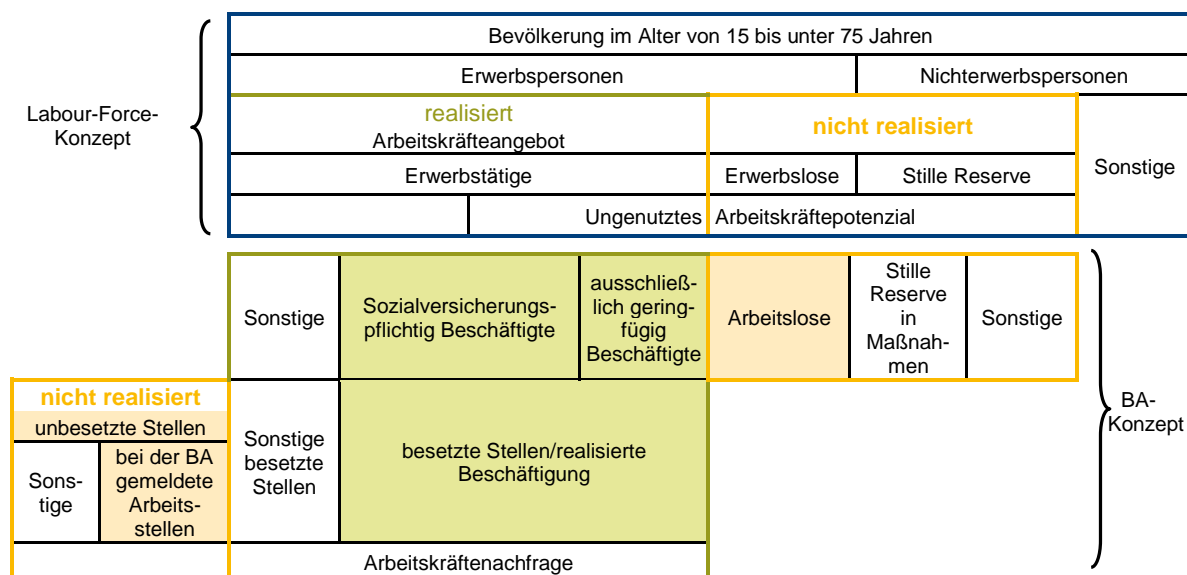 Bevölkerung im Alter von 15 bis unter 75 Jahren
Erwerbspersonen
Nichterwerbspersonen
Labour-Force-
Konzept
realisiert
Arbeitskräfteangebot
nicht realisiert
Sonstige
Erwerbstätige
Erwerbslose
Stille Reserve
Ungenutztes Arbeitskräftepotenzial
Sonstige
Sozialversicherungs-
pflichtig Beschäftigte
ausschließ-
lich gering-
fügig
Beschäftigte
Arbeitslose
Stille
Reserve
in
Maßnah-
men
Sonstige
BA-
Konzept
nicht realisiert
unbesetzte Stellen
Sons-
tige
bei der BA
gemeldete
Arbeits-
stellen
Sonstige
besetzte
Stellen
besetzte Stellen/realisierte
Beschäftigung
Arbeitskräftenachfrage